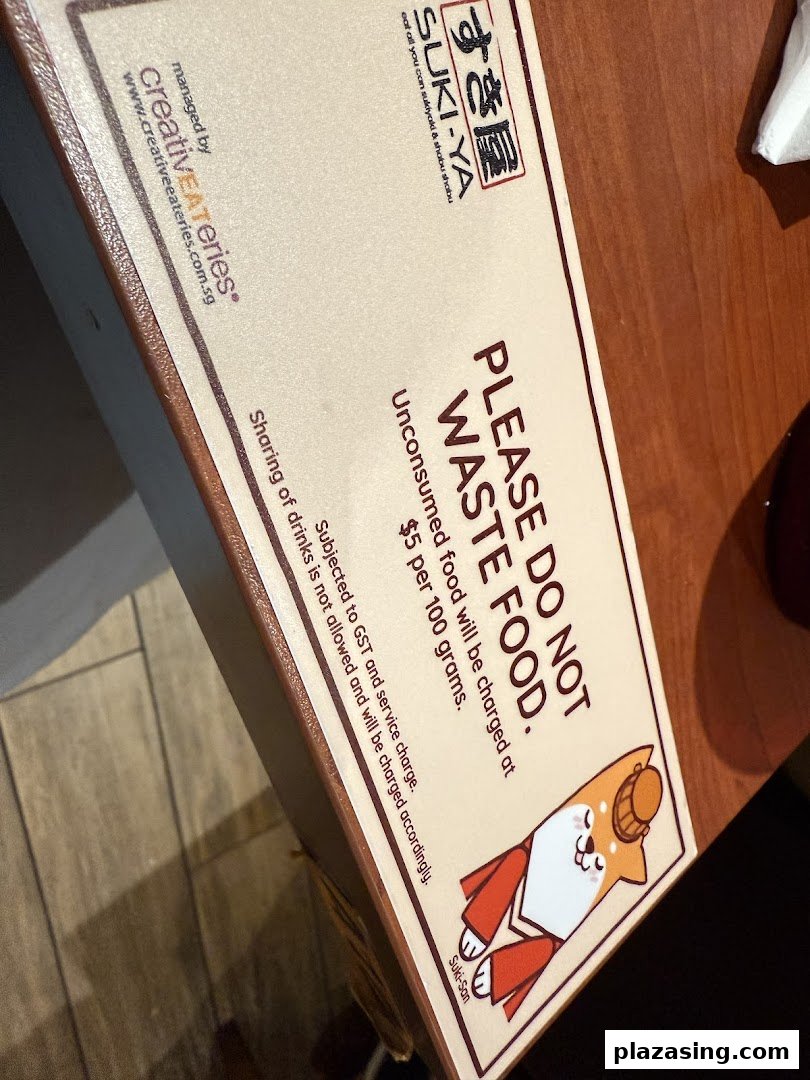 すき屋
SUKI-YA
eat all you can sukiyaki & shabu shabu
managed by
creativEATeries®
www.creativeeateries.com.sg
PLEASE DO NOT
WASTE FOOD.
Unconsumed food will be charged at
$5 per 100 grams.
Subjected to GST and service charge.
Sharing of drinks is not allowed and will be charged accordingly.
Suki-San
plazasing.com